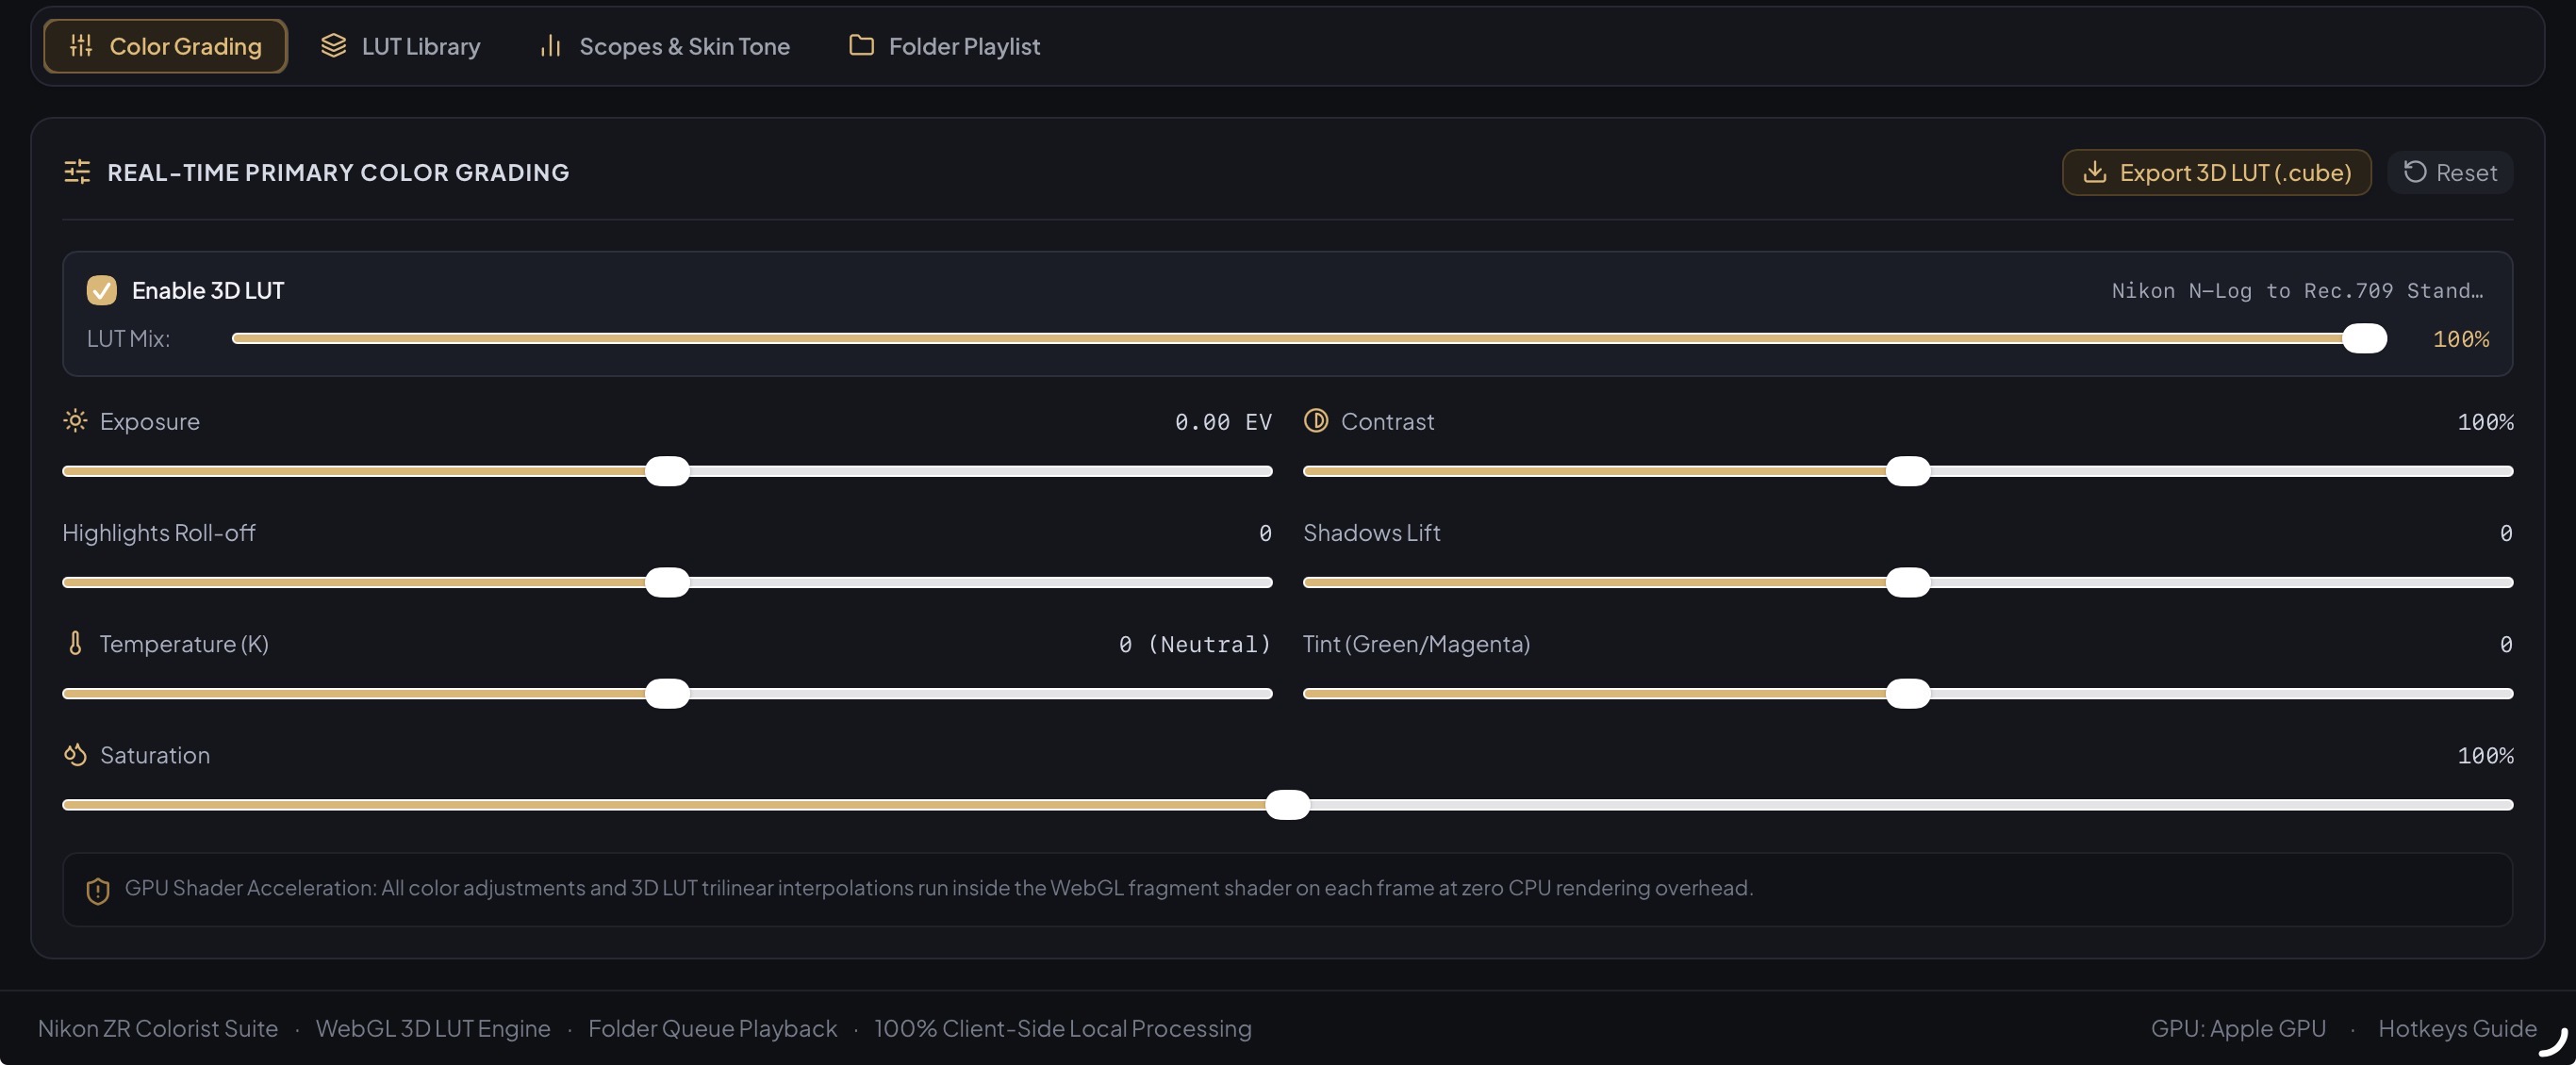 Color Grading LUT Library Scopes & Skin Tone Folder Playlist
REAL-TIME PRIMARY COLOR GRADING Export 3D LUT (.cube) Reset
Enable 3D LUT Nikon N-Log to Rec.709 Stand…
LUT Mix: 100%
Exposure 0.00 EV Contrast 100%
Highlights Roll-off 0 Shadows Lift 0
Temperature (K) 0 (Neutral) Tint (Green/Magenta) 0
Saturation 100%
GPU Shader Acceleration: All color adjustments and 3D LUT trilinear interpolations run inside the WebGL fragment shader on each frame at zero CPU rendering overhead.
Nikon ZR Colorist Suite · WebGL 3D LUT Engine · Folder Queue Playback · 100% Client-Side Local Processing GPU: Apple GPU · Hotkeys Guide